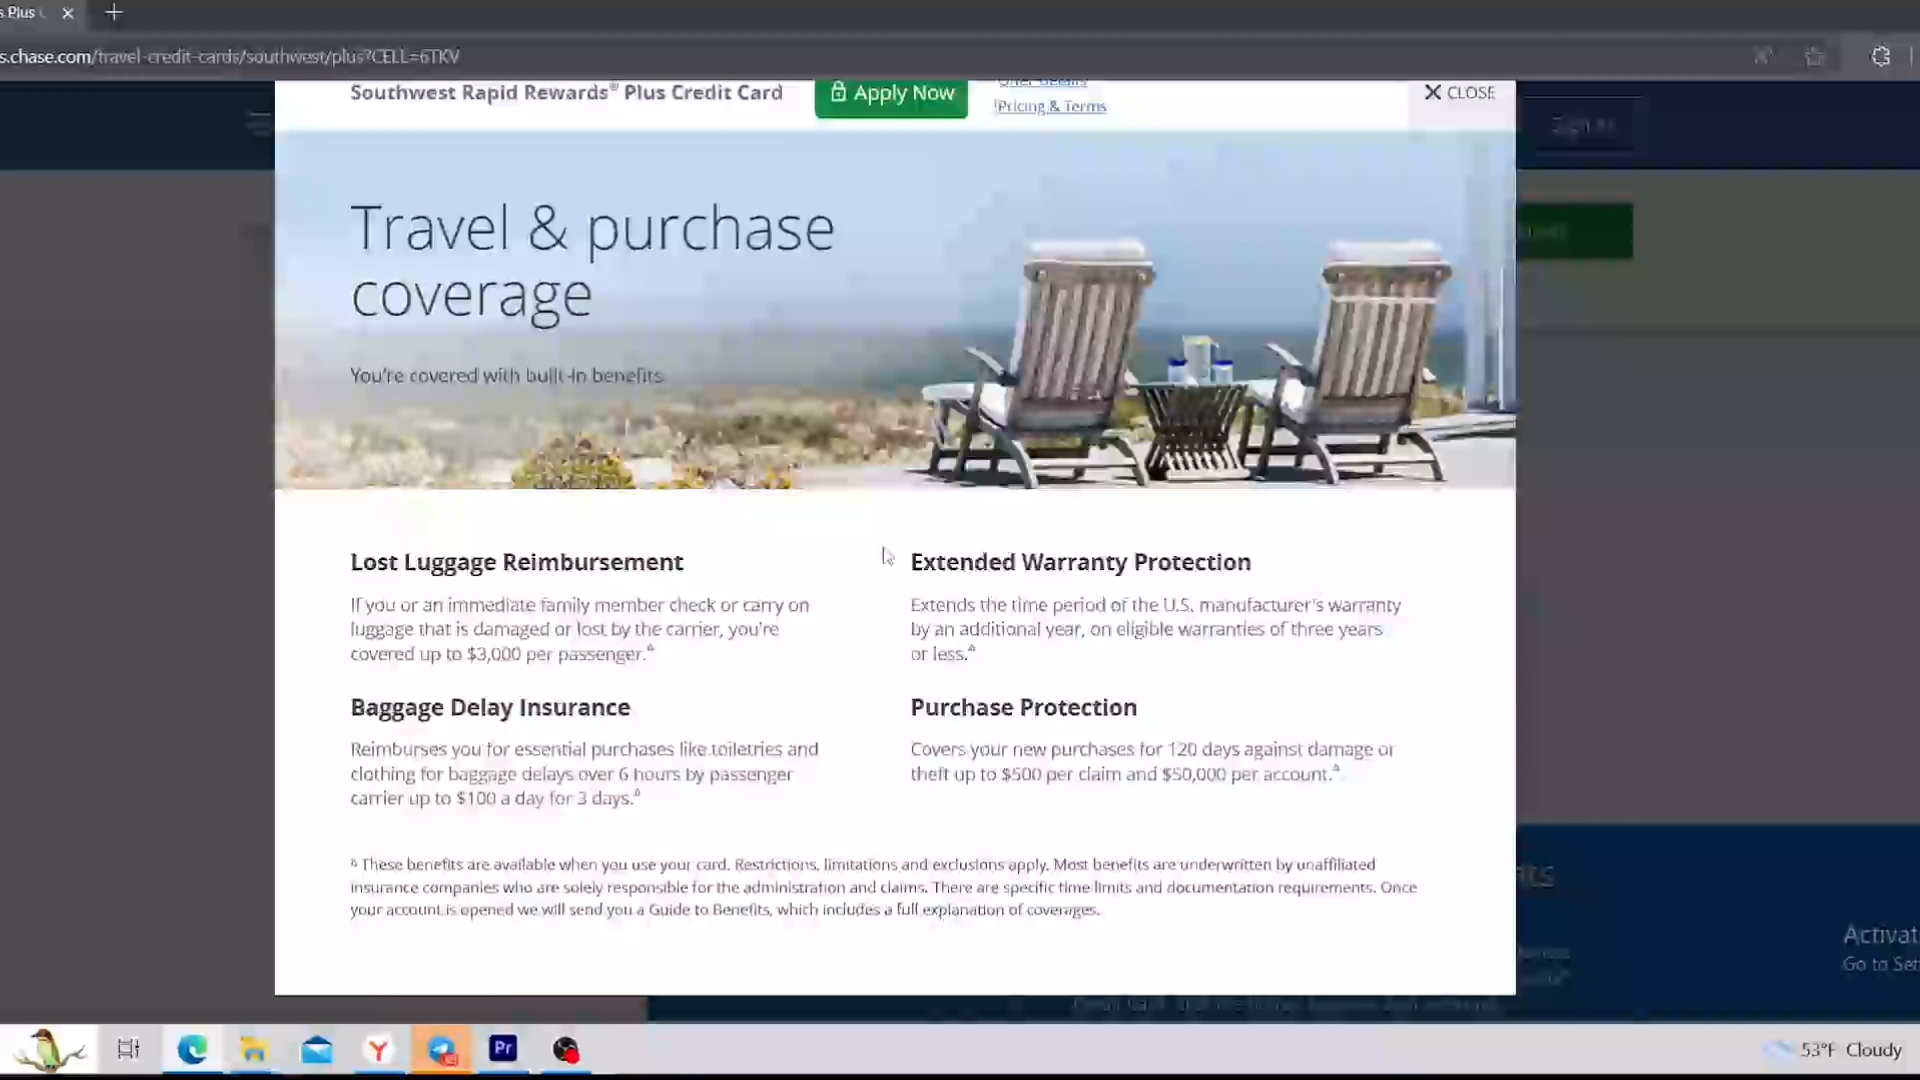 s Plus
s.chase.com/travel-credit-cards/southwest/plus?CELL=6TKV
Southwest Rapid Rewards® Plus Credit Card
Apply Now
Offer details
†Pricing & Terms
CLOSE
Sign in
Travel & purchase
coverage
You're covered with built-in benefits
Lost Luggage Reimbursement
If you or an immediate family member check or carry on
luggage that is damaged or lost by the carrier, you're
covered up to $3,000 per passenger.Δ
Extended Warranty Protection
Extends the time period of the U.S. manufacturer's warranty
by an additional year, on eligible warranties of three years
or less.Δ
Baggage Delay Insurance
Reimburses you for essential purchases like toiletries and
clothing for baggage delays over 6 hours by passenger
carrier up to $100 a day for 3 days.Δ
Purchase Protection
Covers your new purchases for 120 days against damage or
theft up to $500 per claim and $50,000 per account.Δ
Δ These benefits are available when you use your card. Restrictions, limitations and exclusions apply. Most benefits are underwritten by unaffiliated
insurance companies who are solely responsible for the administration and claims. There are specific time limits and documentation requirements. Once
your account is opened we will send you a Guide to Benefits, which includes a full explanation of coverages.
Activat
Go to Set
Pr
53°F Cloudy